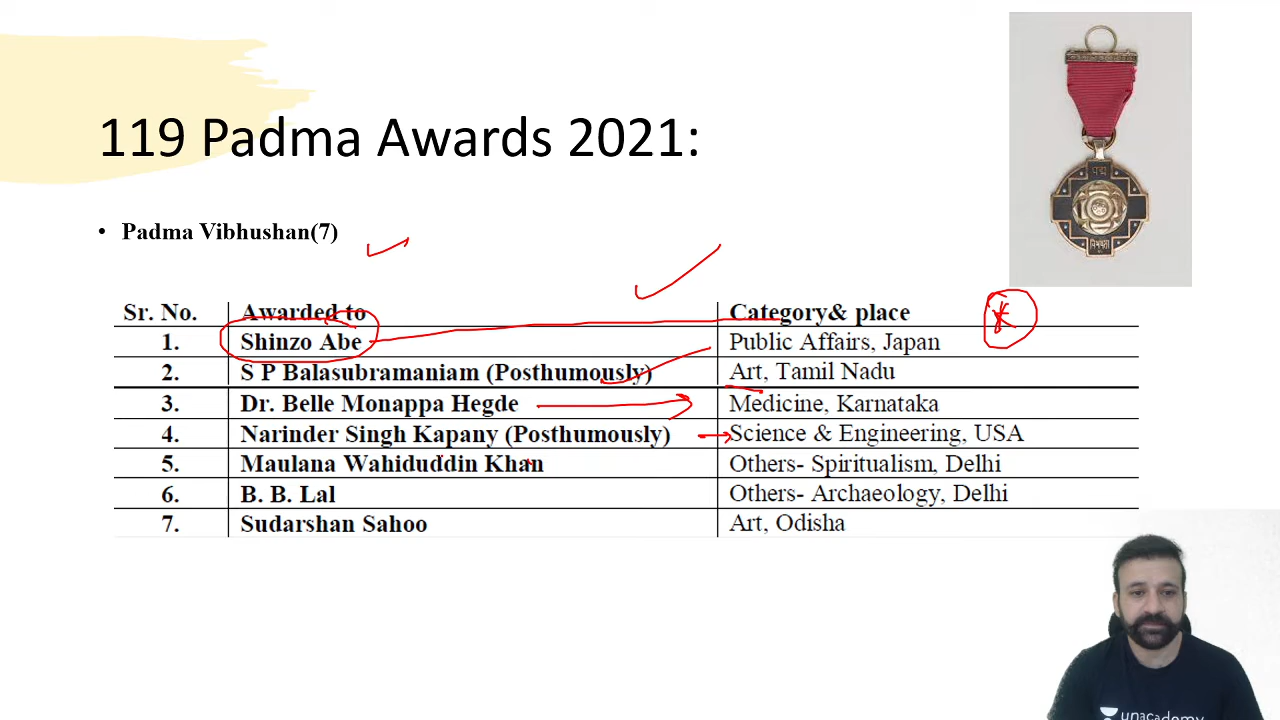 119 Padma Awards 2021:
• Padma Vibhushan(7)
Sr. No. Awarded to Category& place
1. Shinzo Abe Public Affairs, Japan
2. S P Balasubramaniam (Posthumously) Art, Tamil Nadu
3. Dr. Belle Monappa Hegde Medicine, Karnataka
4. Narinder Singh Kapany (Posthumously) Science & Engineering, USA
5. Maulana Wahiduddin Khan Others- Spiritualism, Delhi
6. B. B. Lal Others- Archaeology, Delhi
7. Sudarshan Sahoo Art, Odisha
पद्म
unacademy